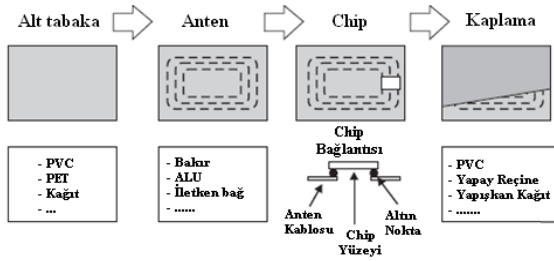 Alt tabaka
Anten
Chip
Kaplama
- PVC
- PET
- Kağıt
- ...
- Bakır
- ALU
- İletken bağ
- ......
Chip
Bağlantısı
Anten
Kablosu
Chip
Yüzeyi
Altın
Nokta
- PVC
- Yapay Reçine
- Yapışkan Kağıt
- .......